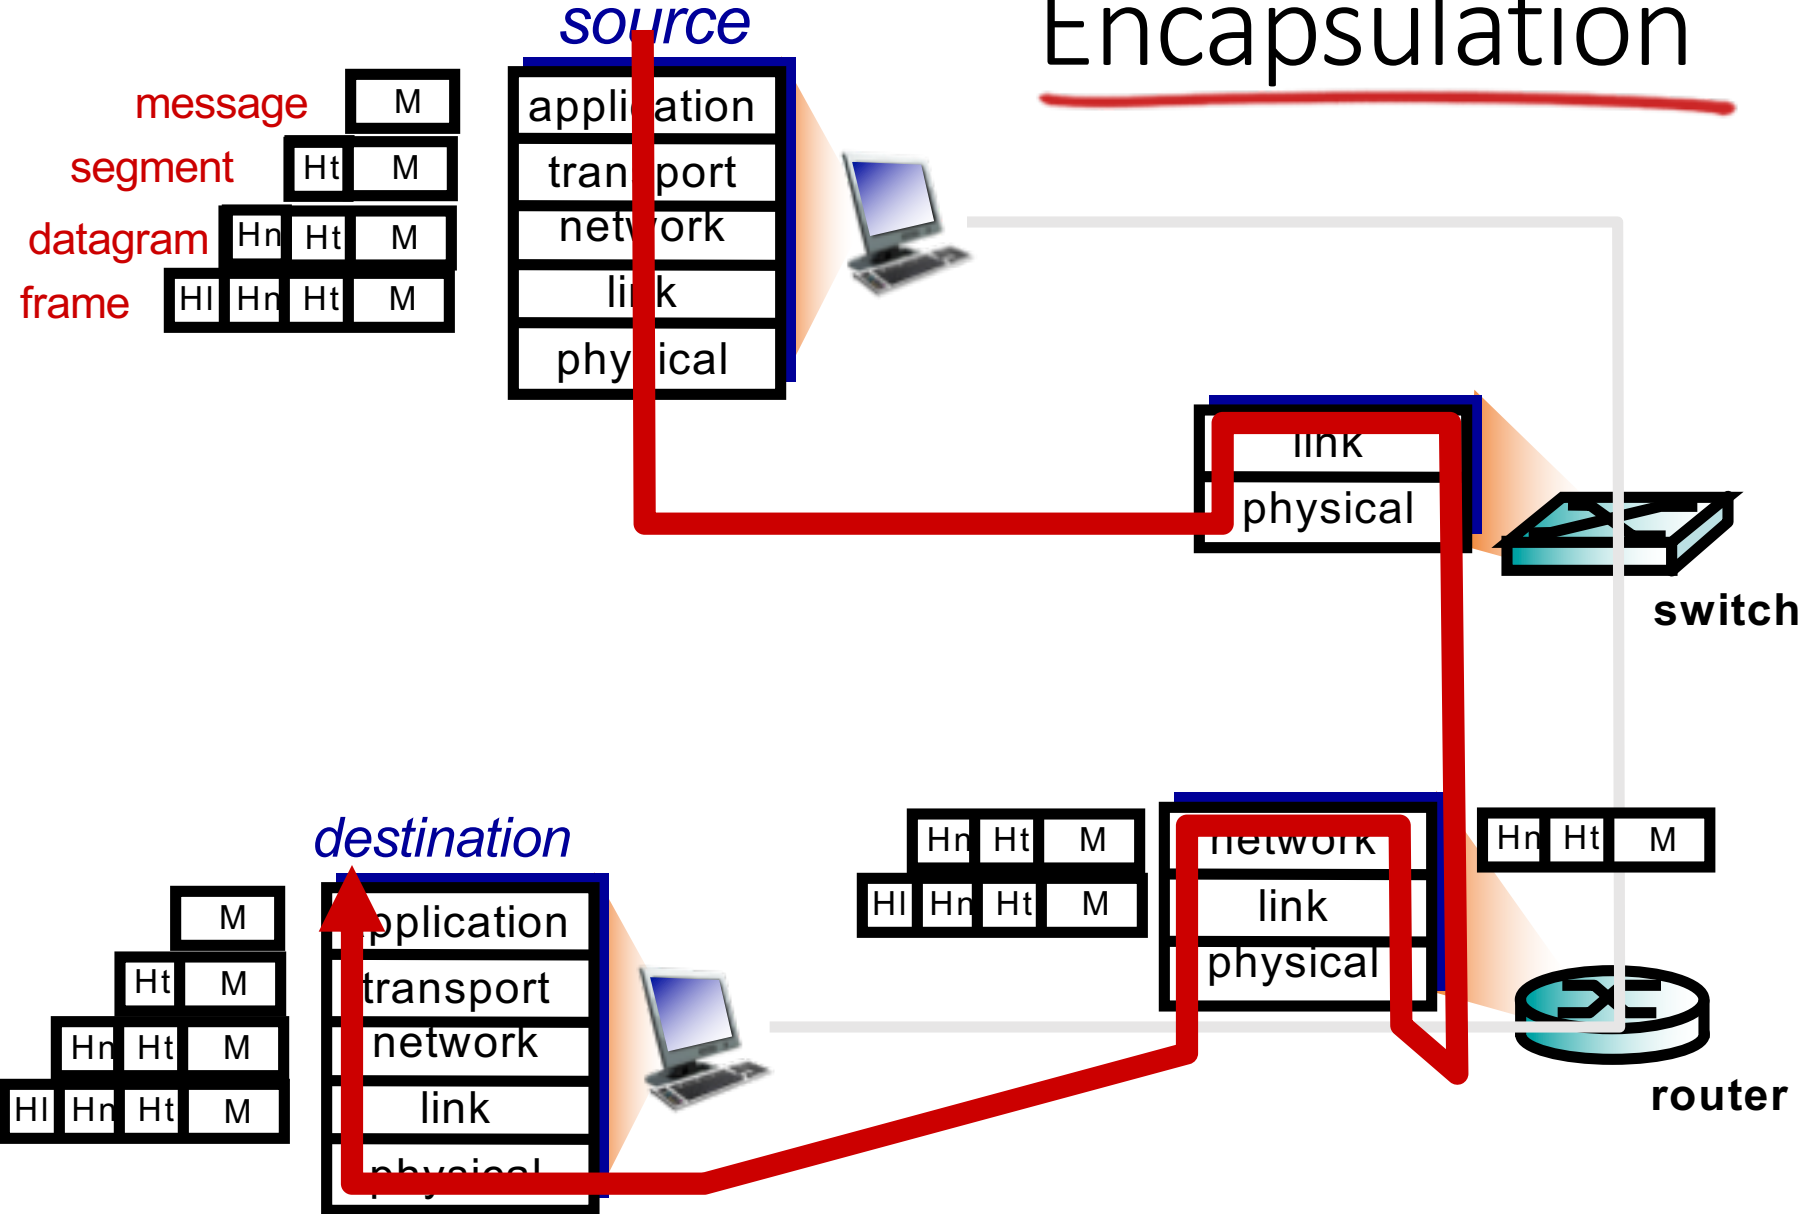 source
Encapsulation
message M
segment Ht M
datagram Hn Ht M
frame Hl Hn Ht M
application
transport
network
link
physical
link
physical
switch
destination
M
Ht M
Hn Ht M
Hl Hn Ht M
application
transport
network
link
physical
Hn Ht M
Hl Hn Ht M
network
link
physical
Hn Ht M
router